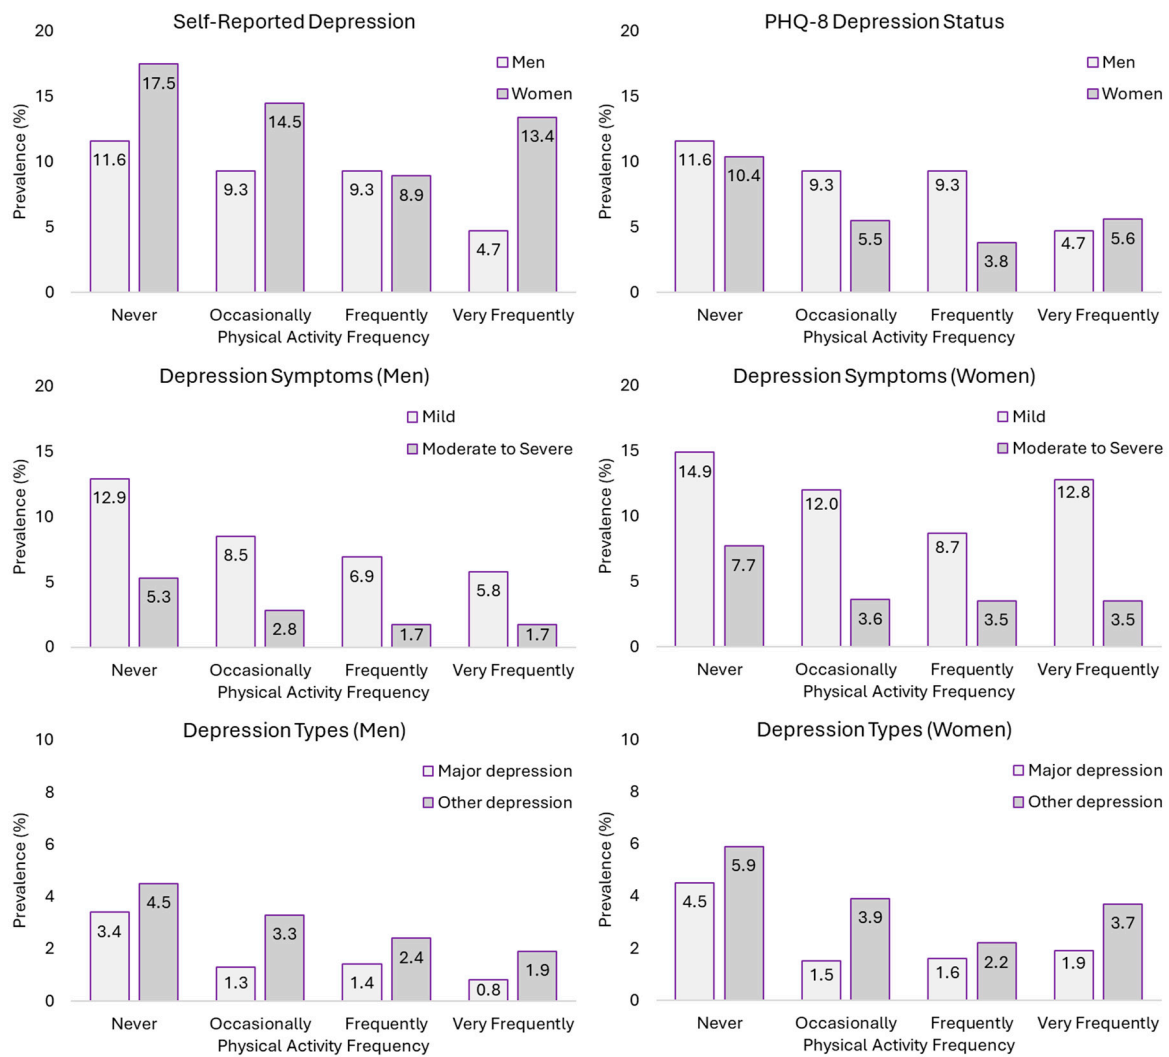 Self-Reported Depression
20
15
10
5
0
Prevalence (%)
Men
Women
11.6
17.5
9.3
14.5
9.3
8.9
4.7
13.4
Never
Occasionally
Frequently
Very Frequently
Physical Activity Frequency
PHQ-8 Depression Status
20
15
10
5
0
Prevalence (%)
Men
Women
11.6
10.4
9.3
5.5
9.3
3.8
4.7
5.6
Never
Occasionally
Frequently
Very Frequently
Physical Activity Frequency
Depression Symptoms (Men)
20
15
10
5
0
Prevalence (%)
Mild
Moderate to Severe
12.9
5.3
8.5
2.8
6.9
1.7
5.8
1.7
Never
Occasionally
Frequently
Very Frequently
Physical Activity Frequency
Depression Symptoms (Women)
20
15
10
5
0
Prevalence (%)
Mild
Moderate to Severe
14.9
7.7
12.0
3.6
8.7
3.5
12.8
3.5
Never
Occasionally
Frequently
Very Frequently
Physical Activity Frequency
Depression Types (Men)
10
8
6
4
2
0
Prevalence (%)
Major depression
Other depression
3.4
4.5
1.3
3.3
1.4
2.4
0.8
1.9
Never
Occasionally
Frequently
Very Frequently
Physical Activity Frequency
Depression Types (Women)
10
8
6
4
2
0
Prevalence (%)
Major depression
Other depression
4.5
5.9
1.5
3.9
1.6
2.2
1.9
3.7
Never
Occasionally
Frequently
Very Frequently
Physical Activity Frequency